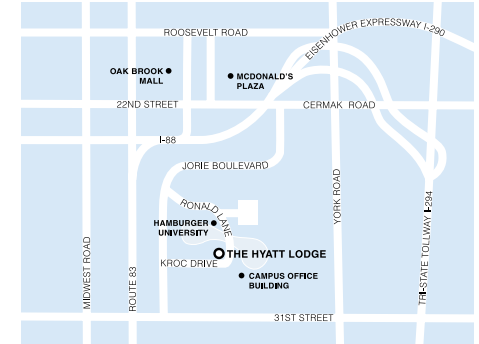 ROOSEVELT ROAD
EISENHOWER EXPRESSWAY I-290
OAK BROOK
MALL
MCDONALD'S
PLAZA
22ND STREET
CERMAK ROAD
I-88
JORIE BOULEVARD
RONALD LANE
HAMBURGER
UNIVERSITY
YORK ROAD
TRI-STATE TOLLWAY I-294
MIDWEST ROAD
ROUTE 83
THE HYATT LODGE
KROC DRIVE
CAMPUS OFFICE
BUILDING
31ST STREET